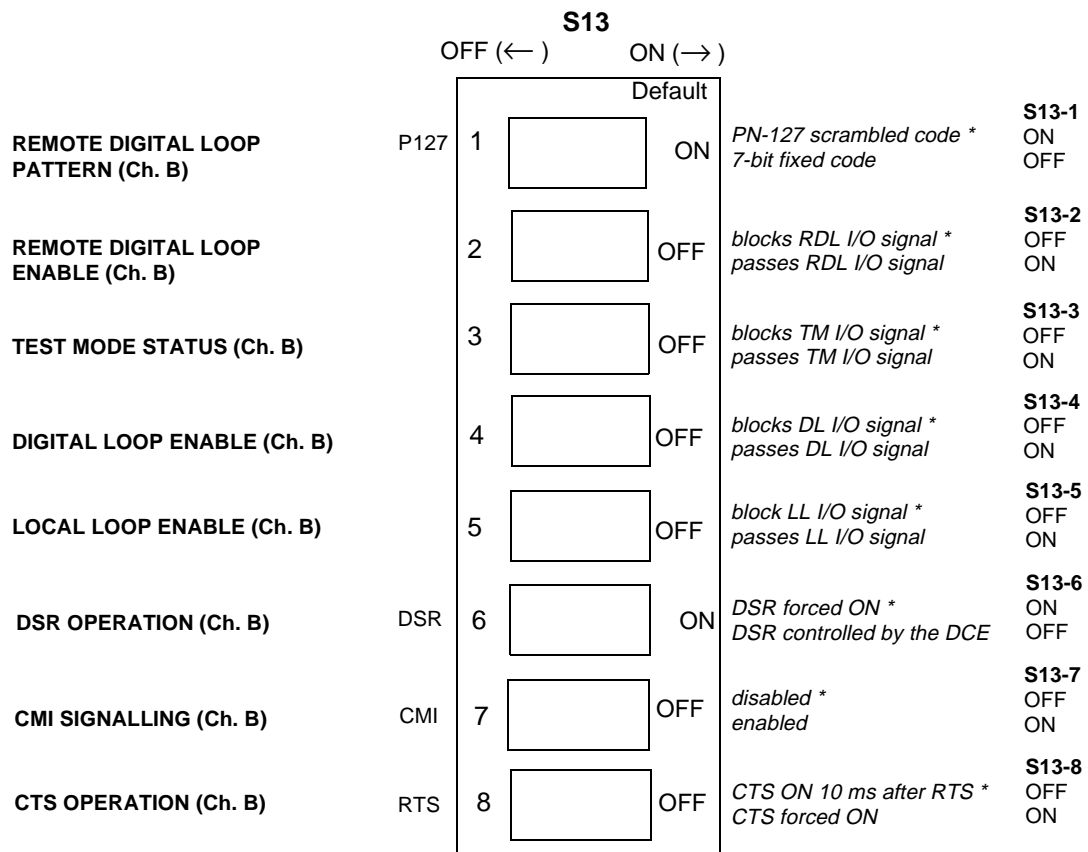 S13
OFF (← ) ON (→ )
Default
S13-1
REMOTE DIGITAL LOOP P127 1 ON PN-127 scrambled code * ON
PATTERN (Ch. B) 7-bit fixed code OFF
S13-2
REMOTE DIGITAL LOOP 2 OFF blocks RDL I/O signal * OFF
ENABLE (Ch. B) passes RDL I/O signal ON
S13-3
TEST MODE STATUS (Ch. B) 3 OFF blocks TM I/O signal * OFF
passes TM I/O signal ON
S13-4
DIGITAL LOOP ENABLE (Ch. B) 4 OFF blocks DL I/O signal * OFF
passes DL I/O signal ON
S13-5
LOCAL LOOP ENABLE (Ch. B) 5 OFF block LL I/O signal * OFF
passes LL I/O signal ON
S13-6
DSR OPERATION (Ch. B) DSR 6 ON DSR forced ON * ON
DSR controlled by the DCE OFF
S13-7
CMI SIGNALLING (Ch. B) CMI 7 OFF disabled * OFF
enabled ON
S13-8
CTS OPERATION (Ch. B) RTS 8 OFF CTS ON 10 ms after RTS * OFF
CTS forced ON ON